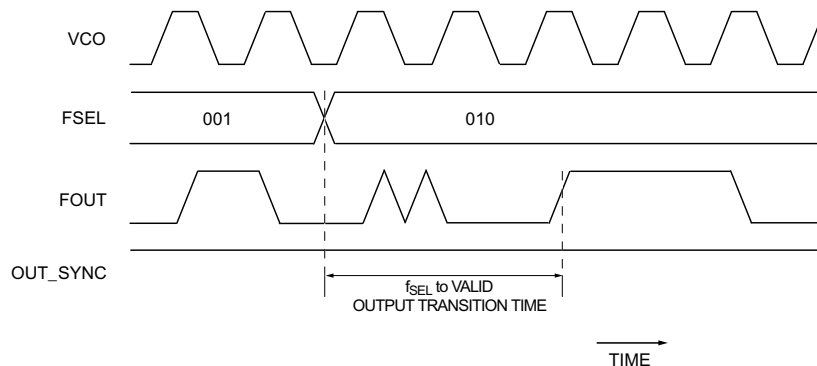 VCO
FSEL
001
010
FOUT
OUT_SYNC
fSEL to VALID
OUTPUT TRANSITION TIME
TIME